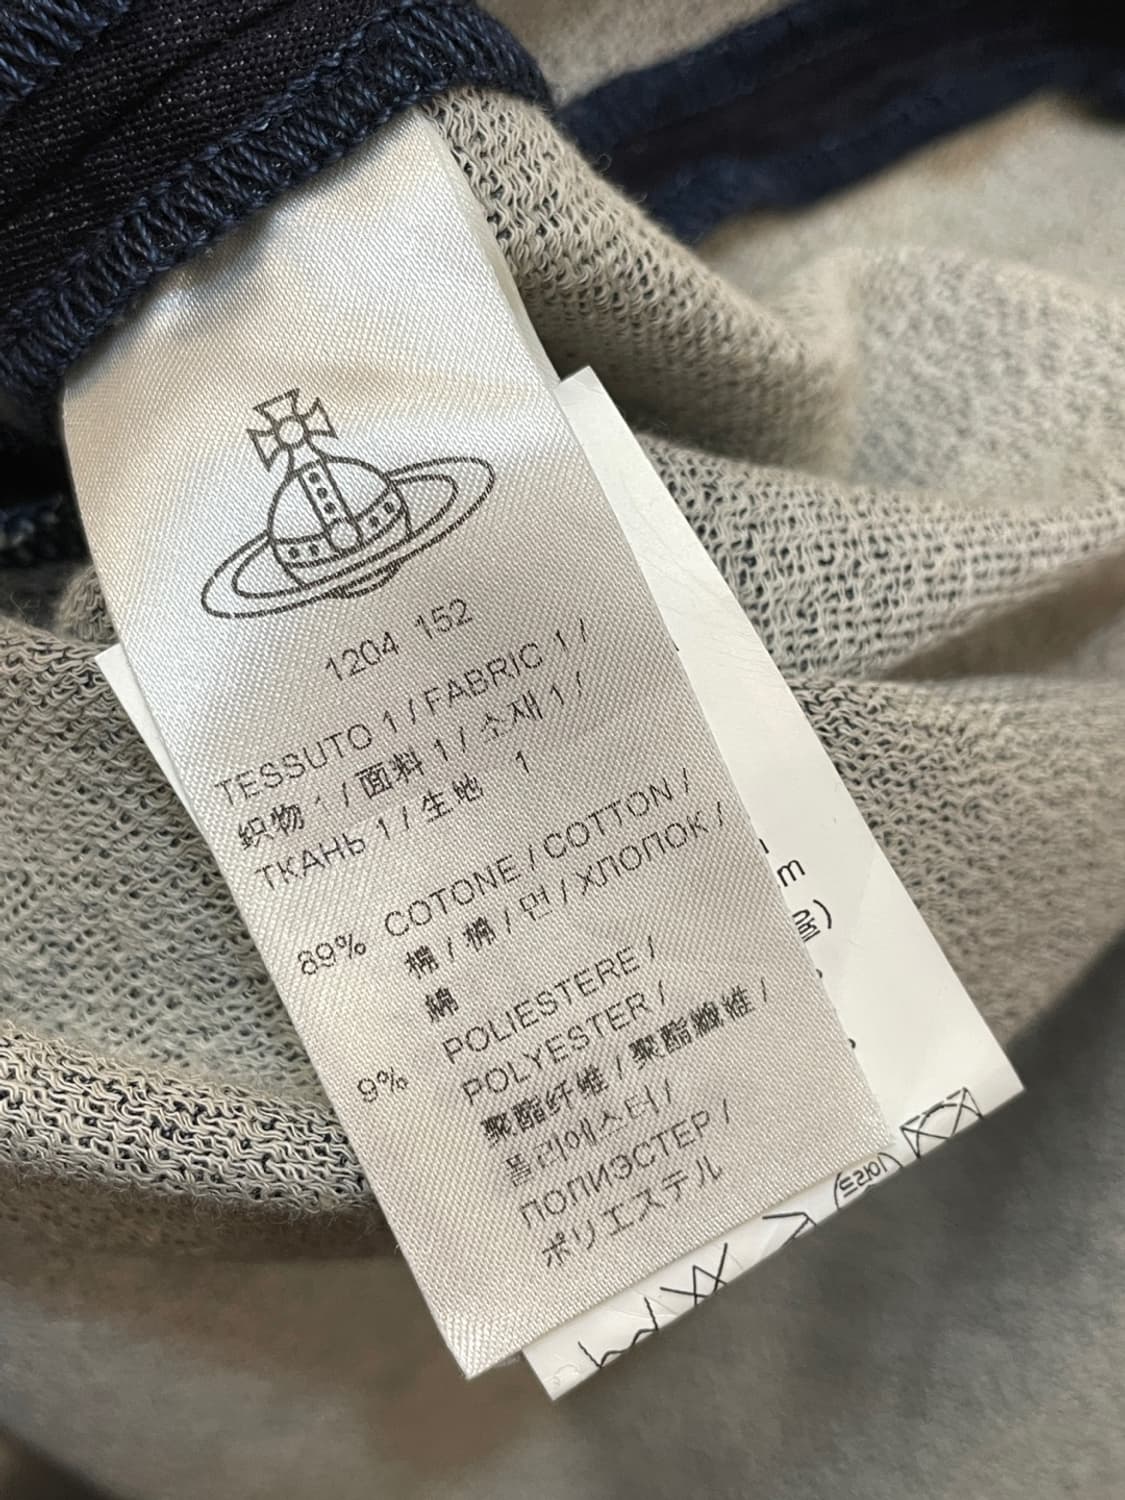 1204 152
TESSUTO 1 / FABRIC 1 /
织物 1 / 面料 1 / 소재 1 /
ТКАНЬ 1 / 生地 1
89% COTONE / COTTON /
棉 / 棉 / 면 / ХЛОПОК /
綿
9% POLIESTERE /
POLYESTER /
聚酯纤维 / 聚酯纖維 /
폴리에스터 /
ПОЛИЭСТЕР /
ポリエステル
m